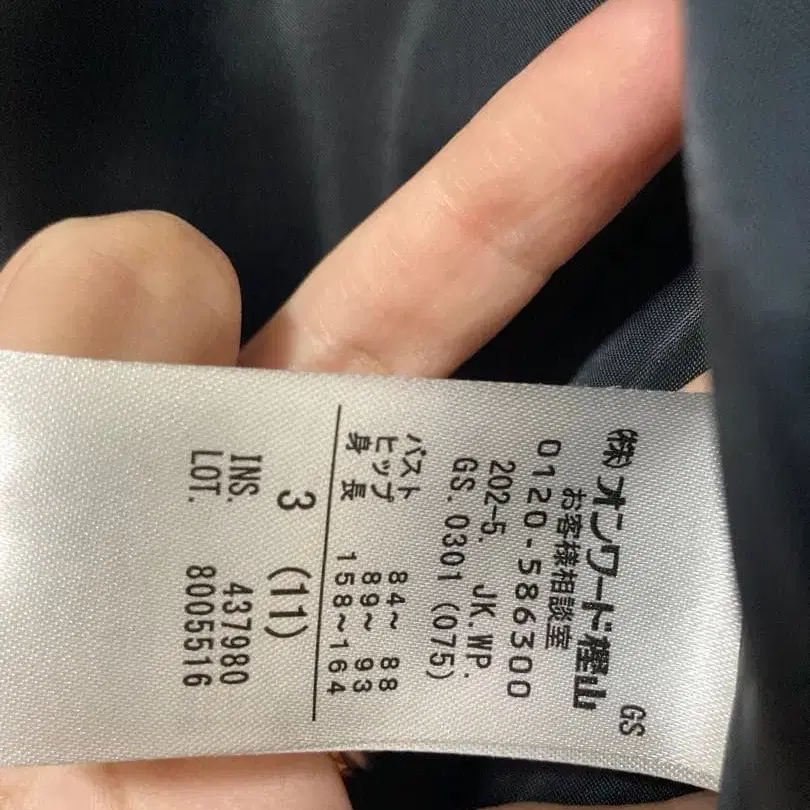 GS
(株)オンワード樫山
お客様相談室
0120-586300
202-5. JK.WP.
GS. 0301 (075)
バスト 84~ 88
ヒップ 89~ 93
身長 158~164
3 (11)
INS. 437980
LOT. 8005516